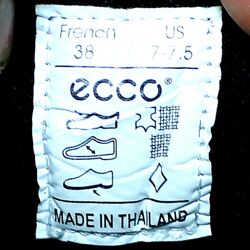 French US
38 7-7,5
ecco®
MADE IN THAILAND